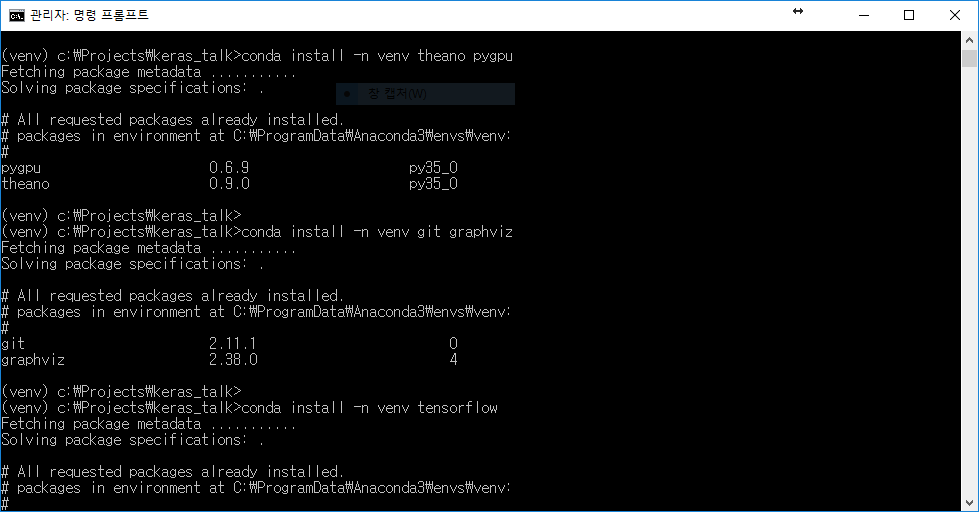 관리자: 명령 프롬프트
(venv) c:₩Projects₩keras_talk>conda install -n venv theano pygpu
Fetching package metadata ...........
Solving package specifications: .
창 캡처(W)
# All requested packages already installed.
# packages in environment at C:₩ProgramData₩Anaconda3₩envs₩venv:
#
pygpu                     0.6.9                    py35_0
theano                    0.9.0                    py35_0
(venv) c:₩Projects₩keras_talk>
(venv) c:₩Projects₩keras_talk>conda install -n venv git graphviz
Fetching package metadata ...........
Solving package specifications: .
# All requested packages already installed.
# packages in environment at C:₩ProgramData₩Anaconda3₩envs₩venv:
#
git                       2.11.1                        0
graphviz                  2.38.0                        4
(venv) c:₩Projects₩keras_talk>
(venv) c:₩Projects₩keras_talk>conda install -n venv tensorflow
Fetching package metadata ...........
Solving package specifications: .
# All requested packages already installed.
# packages in environment at C:₩ProgramData₩Anaconda3₩envs₩venv:
#